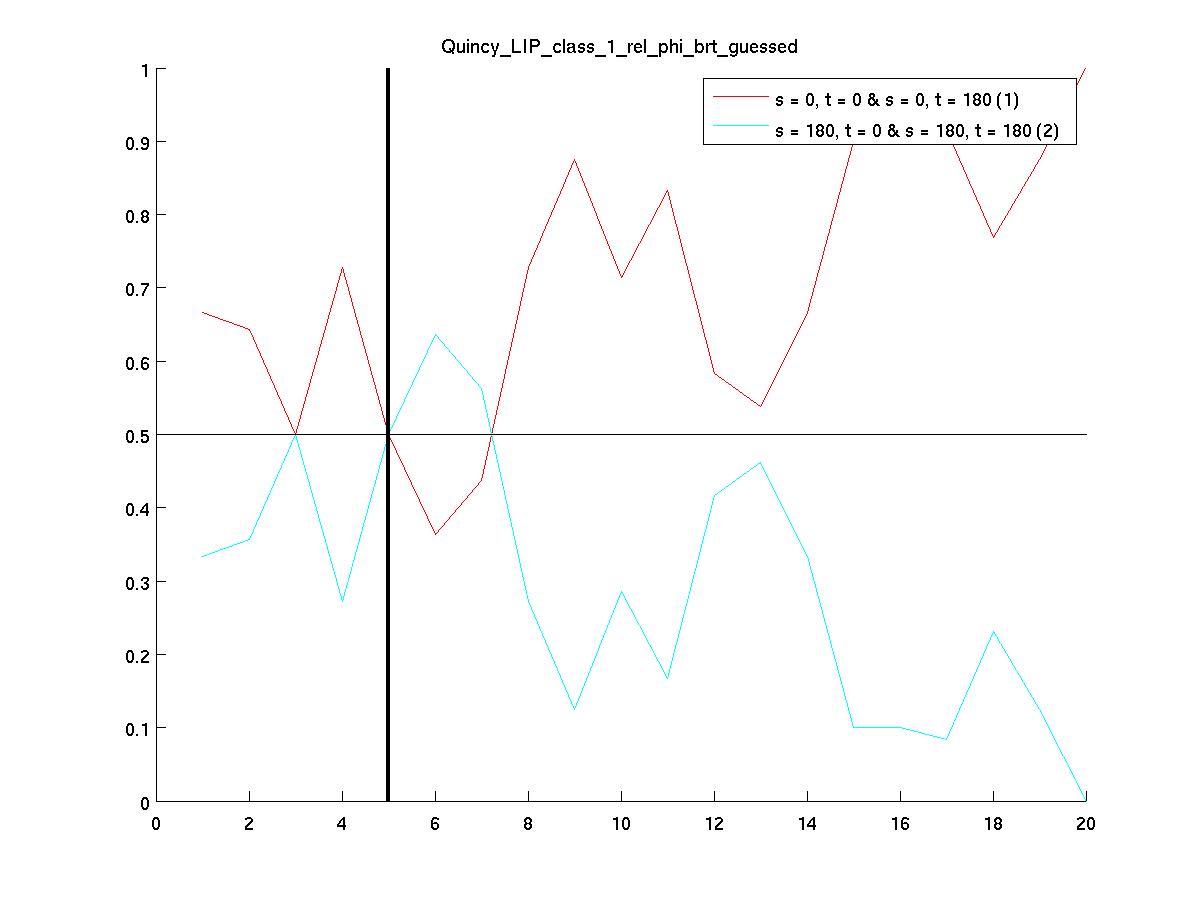 Quincy_LIP_class_1_rel_phi_brt_guessed
s = 0, t = 0 & s = 0, t = 180 (1)
s = 180, t = 0 & s = 180, t = 180 (2)
1
0.9
0.8
0.7
0.6
0.5
0.4
0.3
0.2
0.1
0
0 2 4 6 8 10 12 14 16 18 20